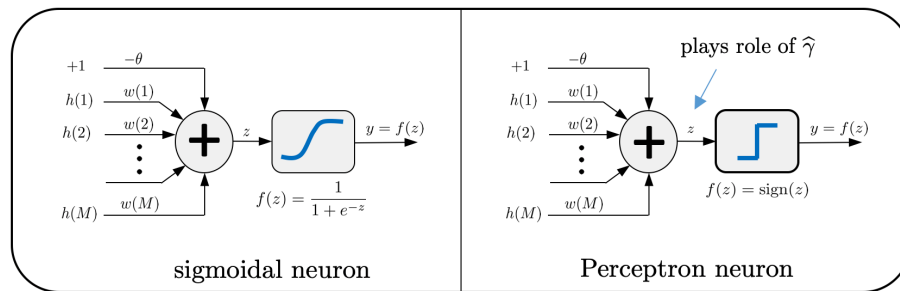 +1
−θ
h(1)
w(1)
h(2)
w(2)
z
y = f(z)
h(M)
w(M)
f(z) = 1 / (1 + e^{−z})
sigmoidal neuron
plays role of γ̂
+1
−θ
h(1)
w(1)
h(2)
w(2)
z
y = f(z)
h(M)
w(M)
f(z) = sign(z)
Perceptron neuron